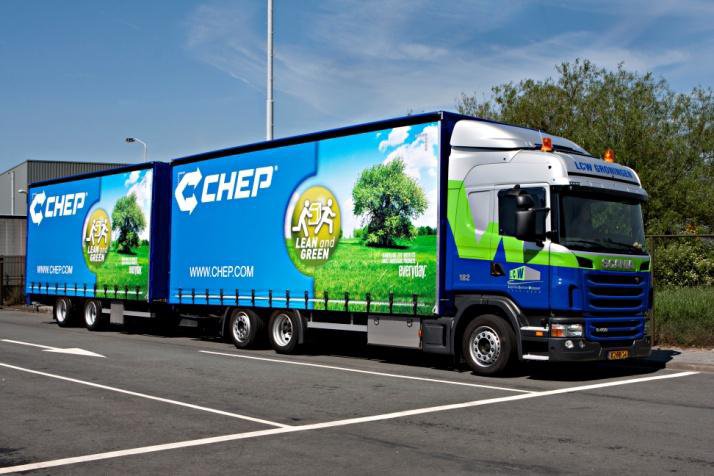 CHEP
LEAN and
GREEN
WWW.CHEP.COM
CHEP
LEAN and
GREEN
WWW.CHEP.COM
everyday.
LCW GRONINGEN
SCANIA
182
LCW